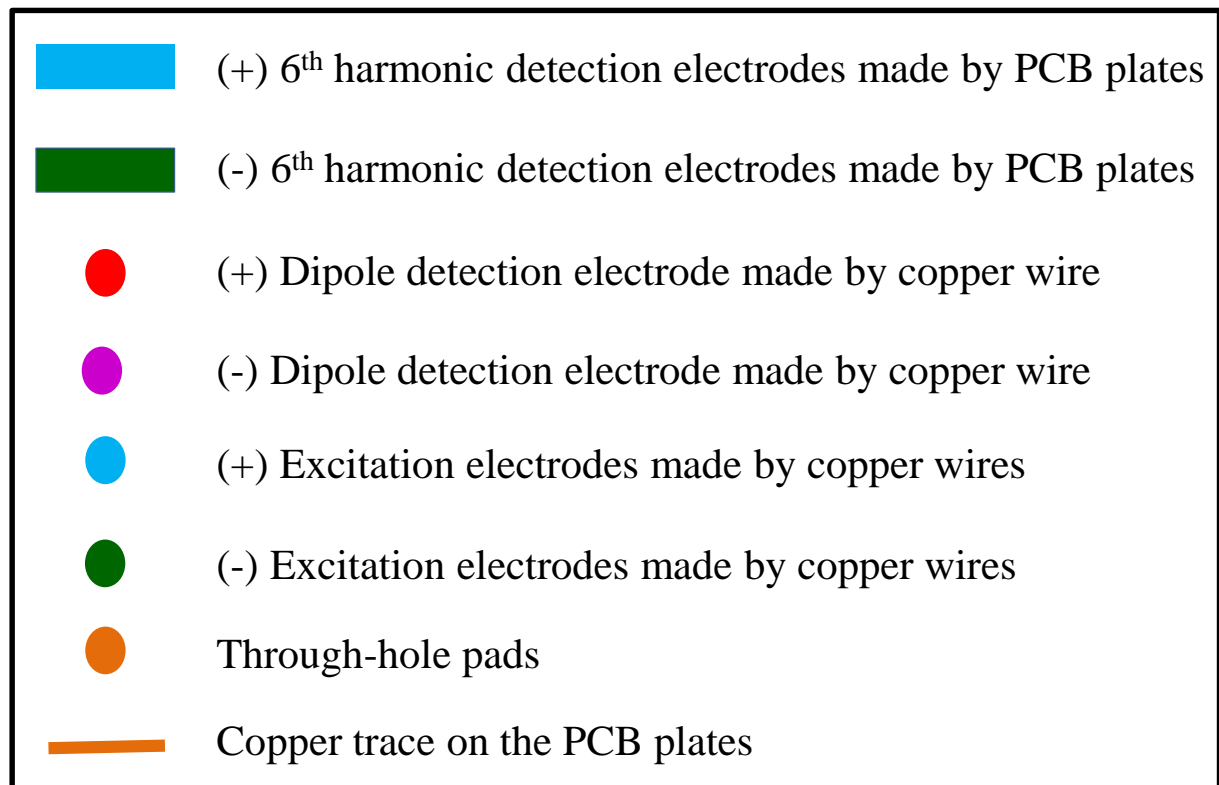 (+) 6th harmonic detection electrodes made by PCB plates
(-) 6th harmonic detection electrodes made by PCB plates
(+) Dipole detection electrode made by copper wire
(-) Dipole detection electrode made by copper wire
(+) Excitation electrodes made by copper wires
(-) Excitation electrodes made by copper wires
Through-hole pads
Copper trace on the PCB plates